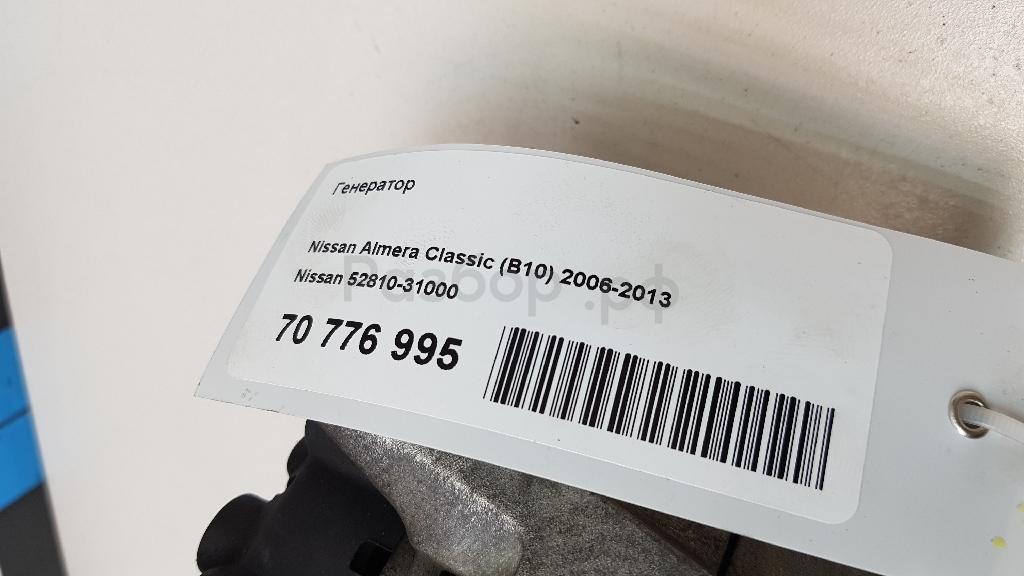 Генератор
Nissan Almera Classic (B10) 2006-2013
Nissan 52810-31000
Разбор.рф
70 776 995